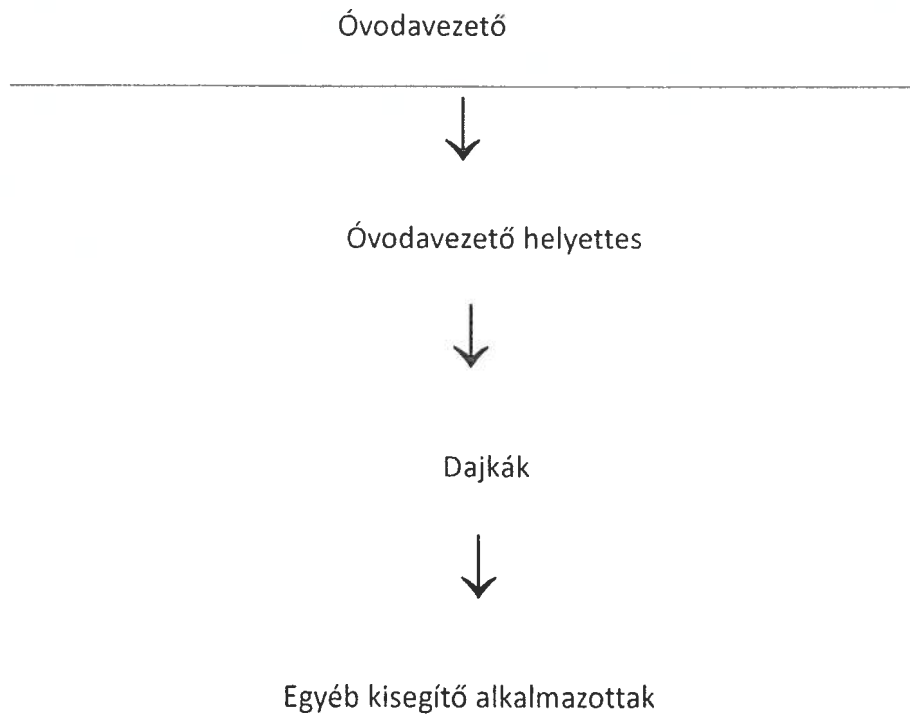 Óvodavezető
Óvodavezető helyettes
Dajkák
Egyéb kisegítő alkalmazottak